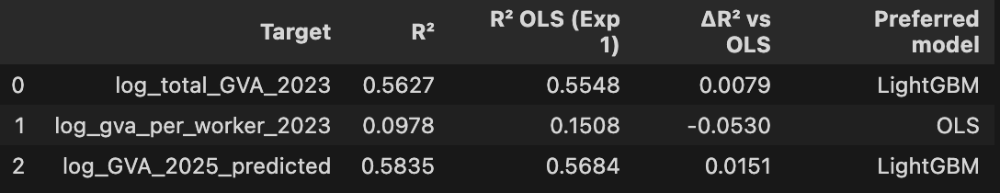 Target R² R² OLS (Exp 1) ΔR² vs OLS Preferred model
0 log_total_GVA_2023 0.5627 0.5548 0.0079 LightGBM
1 log_gva_per_worker_2023 0.0978 0.1508 -0.0530 OLS
2 log_GVA_2025_predicted 0.5835 0.5684 0.0151 LightGBM